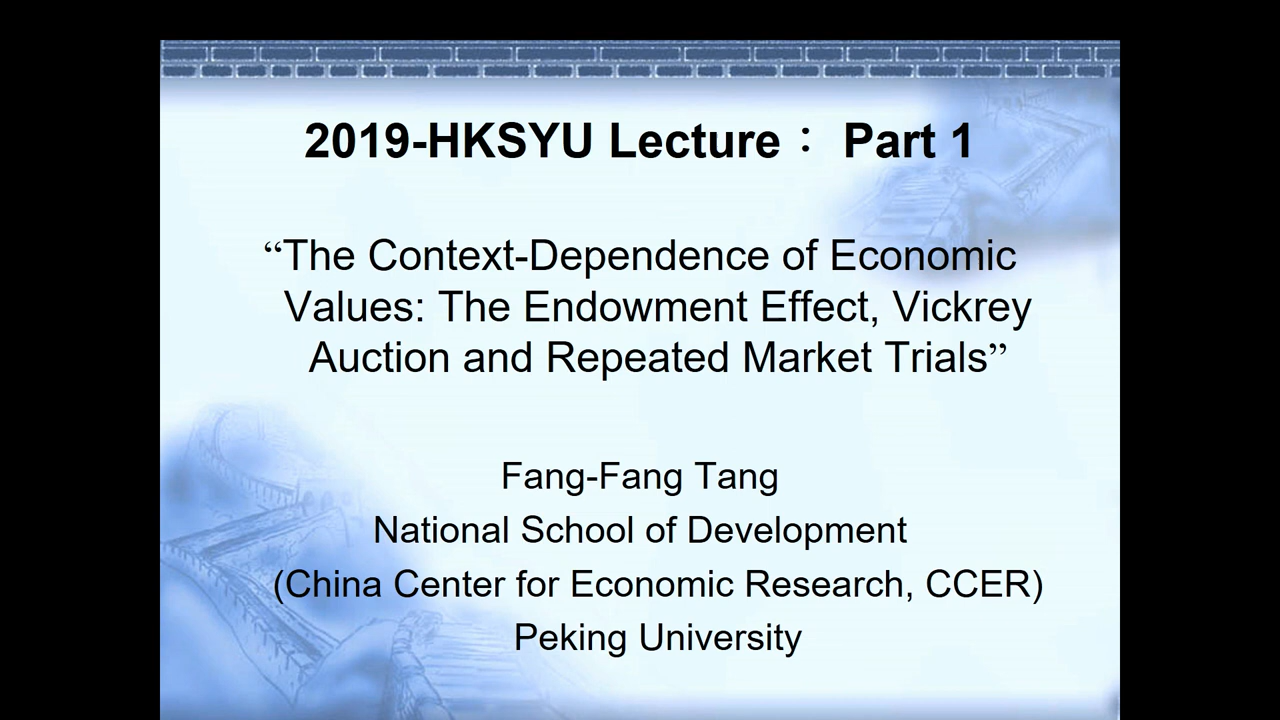 2019-HKSYU Lecture： Part 1
“The Context-Dependence of Economic
Values: The Endowment Effect, Vickrey
Auction and Repeated Market Trials”
Fang-Fang Tang
National School of Development
(China Center for Economic Research, CCER)
Peking University